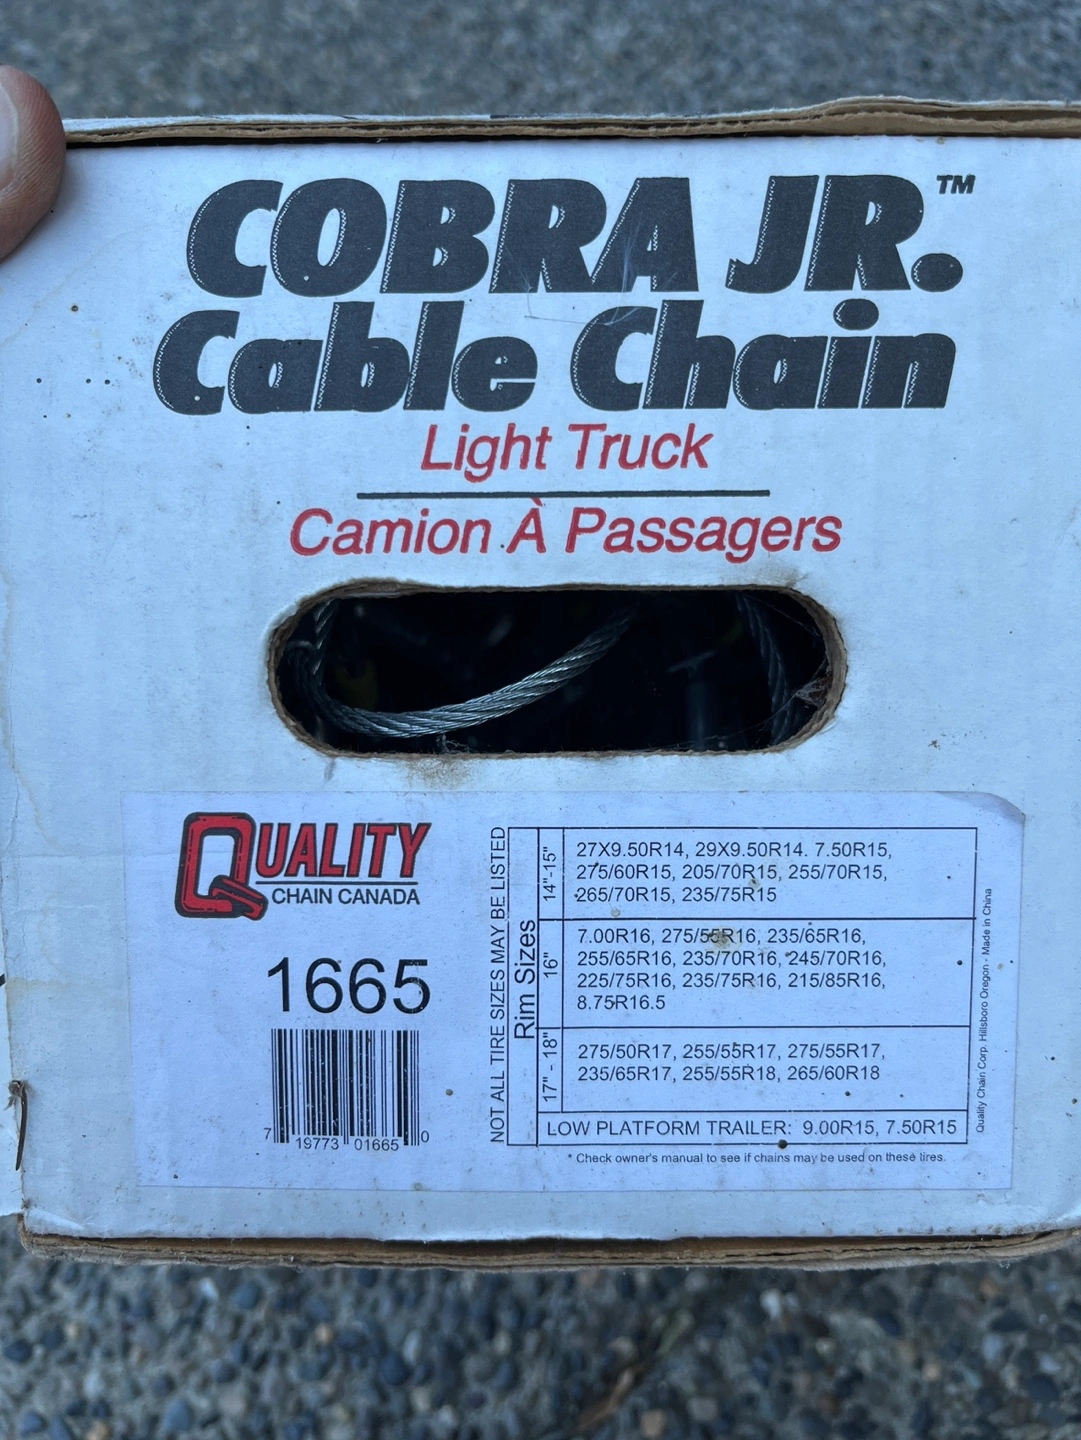 COBRA JR.™
Cable Chain
Light Truck
Camion À Passagers
QUALITY
CHAIN CANADA
1665
7 19773 01665 0
NOT ALL TIRE SIZES MAY BE LISTED
Rim Sizes
14"-15"
27X9.50R14, 29X9.50R14. 7.50R15,
275/60R15, 205/70R15, 255/70R15,
265/70R15, 235/75R15
16"
7.00R16, 275/55R16, 235/65R16,
255/65R16, 235/70R16, 245/70R16,
225/75R16, 235/75R16, 215/85R16,
8.75R16.5
17" - 18"
275/50R17, 255/55R17, 275/55R17,
235/65R17, 255/55R18, 265/60R18
LOW PLATFORM TRAILER: 9.00R15, 7.50R15
* Check owner's manual to see if chains may be used on these tires.
Quality Chain Corp. Hillsboro Oregon - Made in China